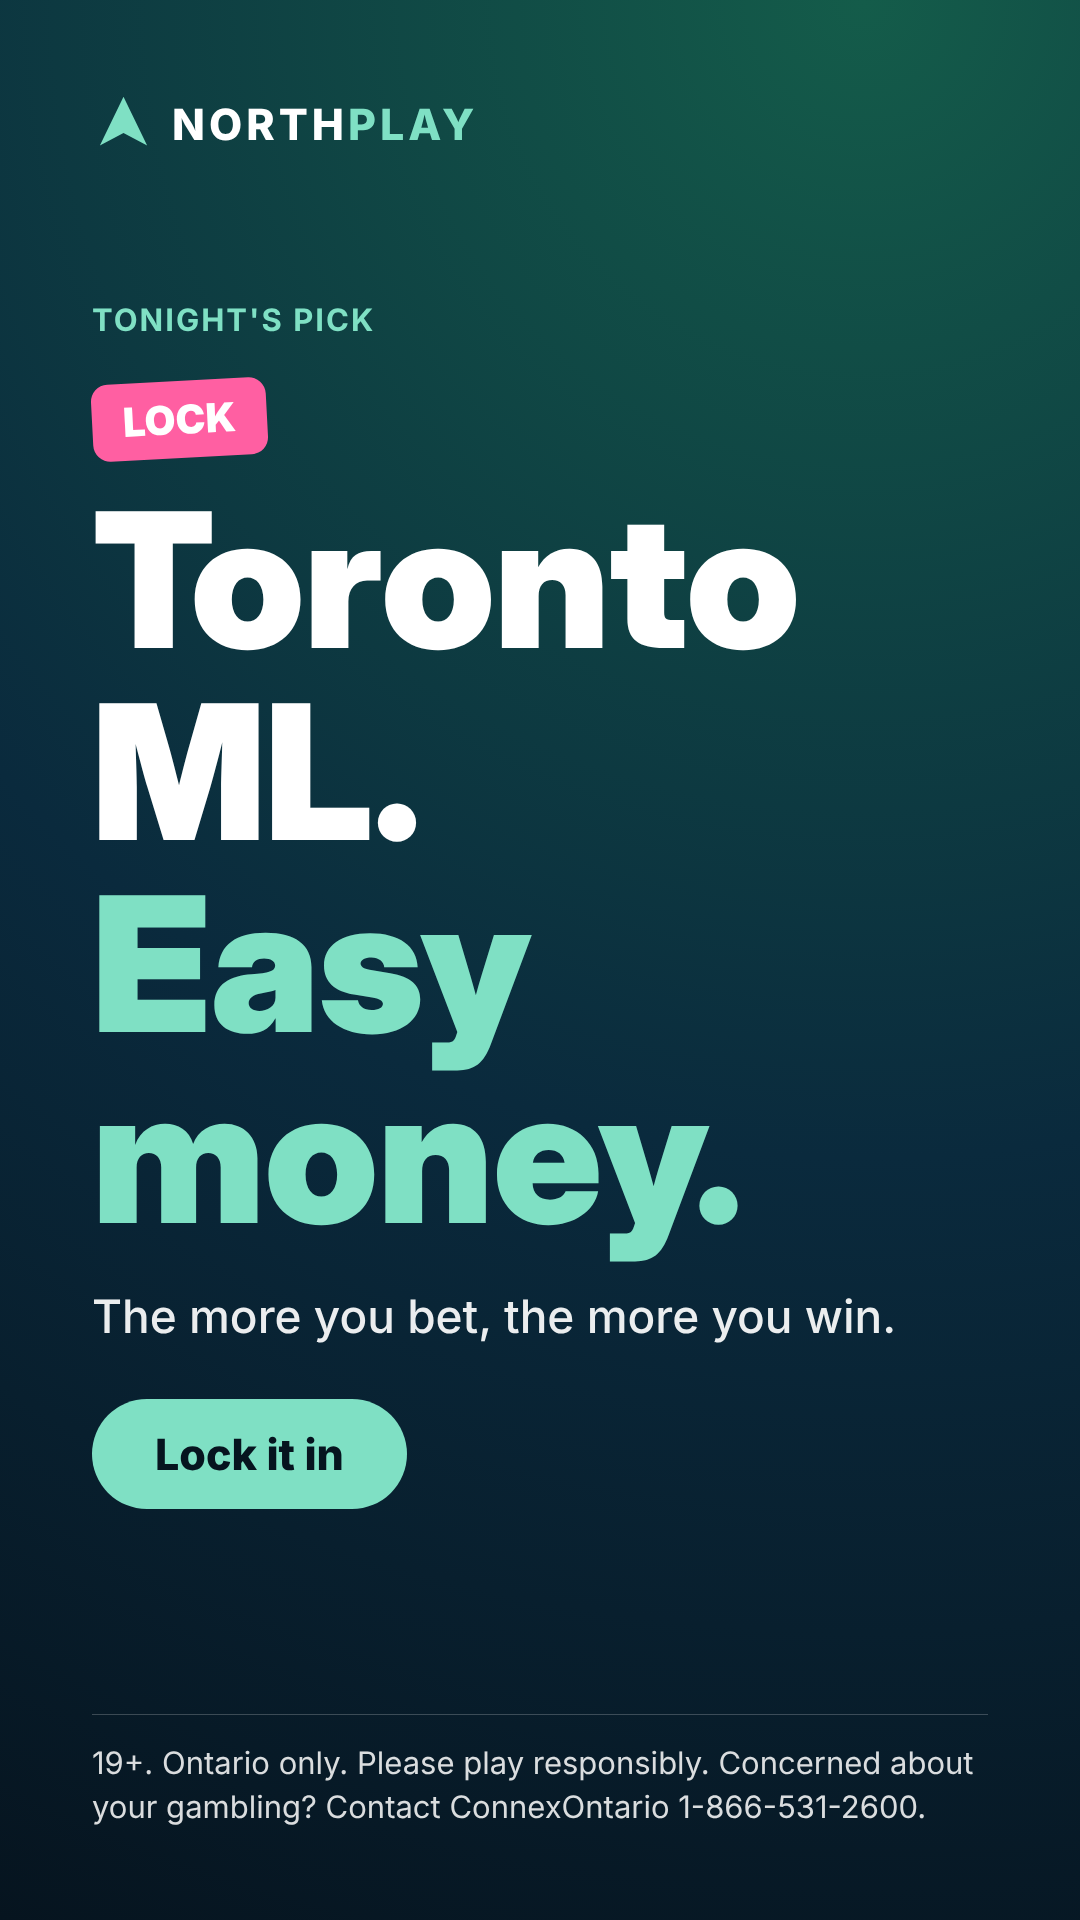 NORTHPLAY
TONIGHT'S PICK
LOCK
Toronto
ML.
Easy
money.
The more you bet, the more you win.
Lock it in
19+. Ontario only. Please play responsibly. Concerned about
your gambling? Contact ConnexOntario 1-866-531-2600.